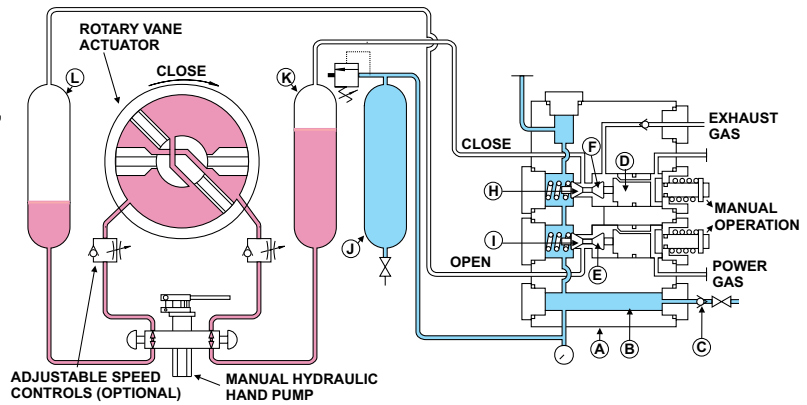 ROTARY VANE
ACTUATOR
L
CLOSE
K
EXHAUST
GAS
CLOSE
F
D
H
MANUAL
OPERATION
I
J
OPEN
E
POWER
GAS
A
B
C
ADJUSTABLE SPEED
CONTROLS (OPTIONAL)
MANUAL HYDRAULIC
HAND PUMP